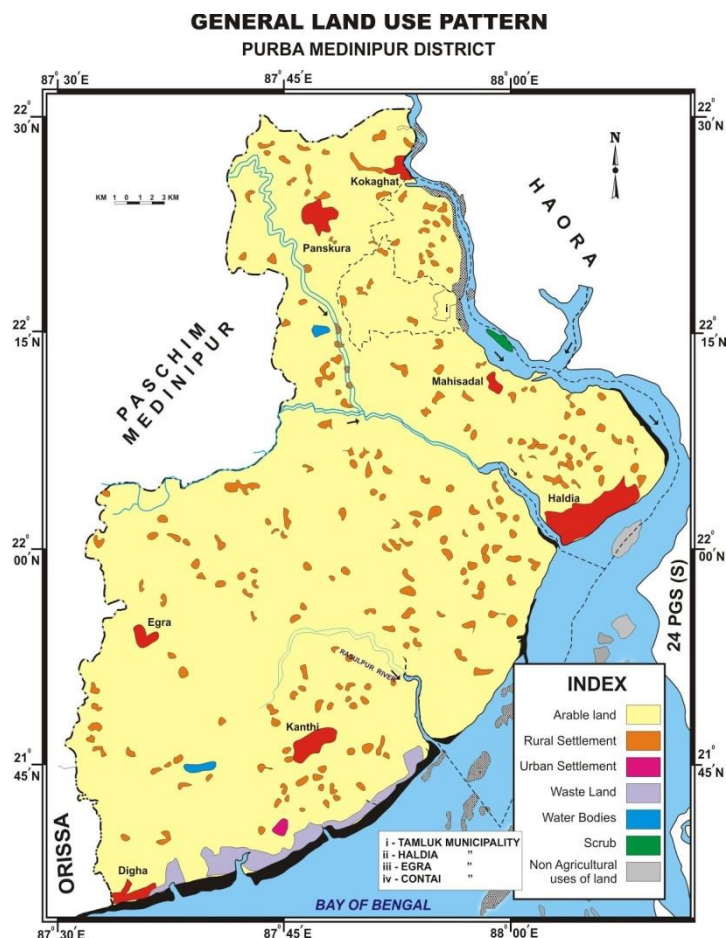 GENERAL LAND USE PATTERN
PURBA MEDINIPUR DISTRICT
87° 30 E
87° 45 E
88° 00 E
22° 30 N
22° 30 N
N
Kokaghat
KM 1 0 1 2 3 KM
HAORA
Panskura
i
22° 15 N
22° 15 N
PASCHIM
MEDINIPUR
Mahisadal
Haldia
22° 00 N
22° 00 N
24 PGS (S)
Egra
RASULPUR RIVER
INDEX
Arable land
Rural Settlement
Urban Settlement
Waste Land
Water Bodies
Scrub
Non Agricultural
uses of land
Kanthi
21° 45 N
21° 45 N
i - TAMLUK MUNICIPALITY
ii - HALDIA "
iii - EGRA "
iv - CONTAI "
ORISSA
Digha
BAY OF BENGAL
87° 30 E
87° 45 E
88° 00 E